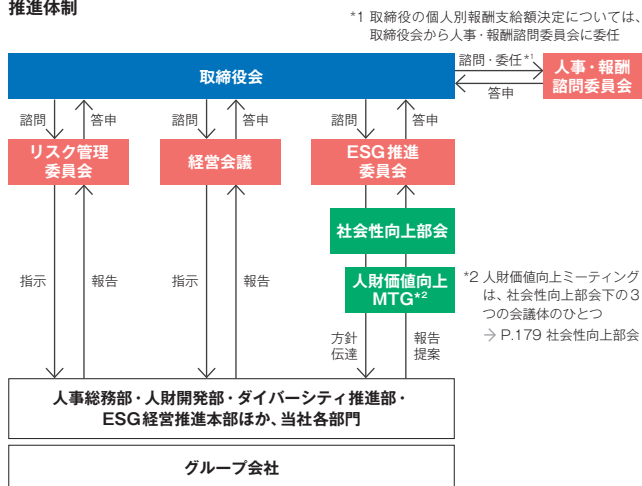 推進体制
*1 取締役の個人別報酬支給額決定については、
取締役会から人事・報酬諮問委員会に委任
取締役会
諮問・委任*1
答申
人事・報酬
諮問委員会
諮問
答申
諮問
答申
諮問
答申
リスク管理
委員会
経営会議
ESG推進
委員会
社会性向上部会
人財価値向上
MTG*2
*2 人財価値向上ミーティング
は、社会性向上部会下の3
つの会議体のひとつ
→ P.179 社会性向上部会
指示
報告
指示
報告
方針
伝達
報告
提案
人事総務部・人財開発部・ダイバーシティ推進部・
ESG経営推進本部ほか、当社各部門
グループ会社